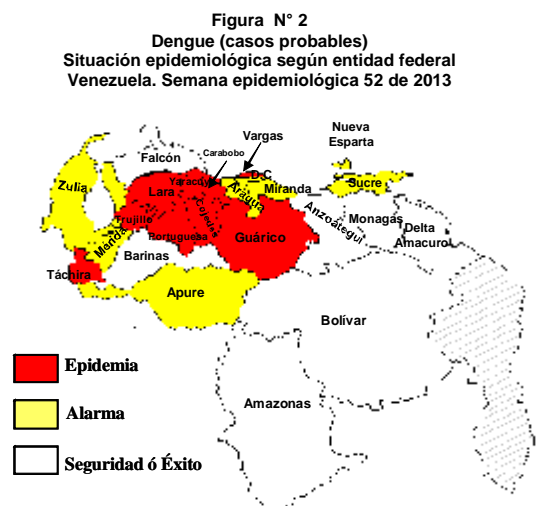 Figura N° 2
Dengue (casos probables)
Situación epidemiológica según entidad federal
Venezuela. Semana epidemiológica 52 de 2013
Vargas
Nueva
Esparta
Carabobo
Falcón
D.C
Yaracuy
Zulia
Lara
Aragua
Miranda
Sucre
Trujillo
Cojedes
Anzoátegui
Monagas
Delta
Amacuro
Mérida
Portuguesa
Guárico
Barinas
Táchira
Apure
Bolívar
Amazonas
Epidemia
Alarma
Seguridad ó Éxito